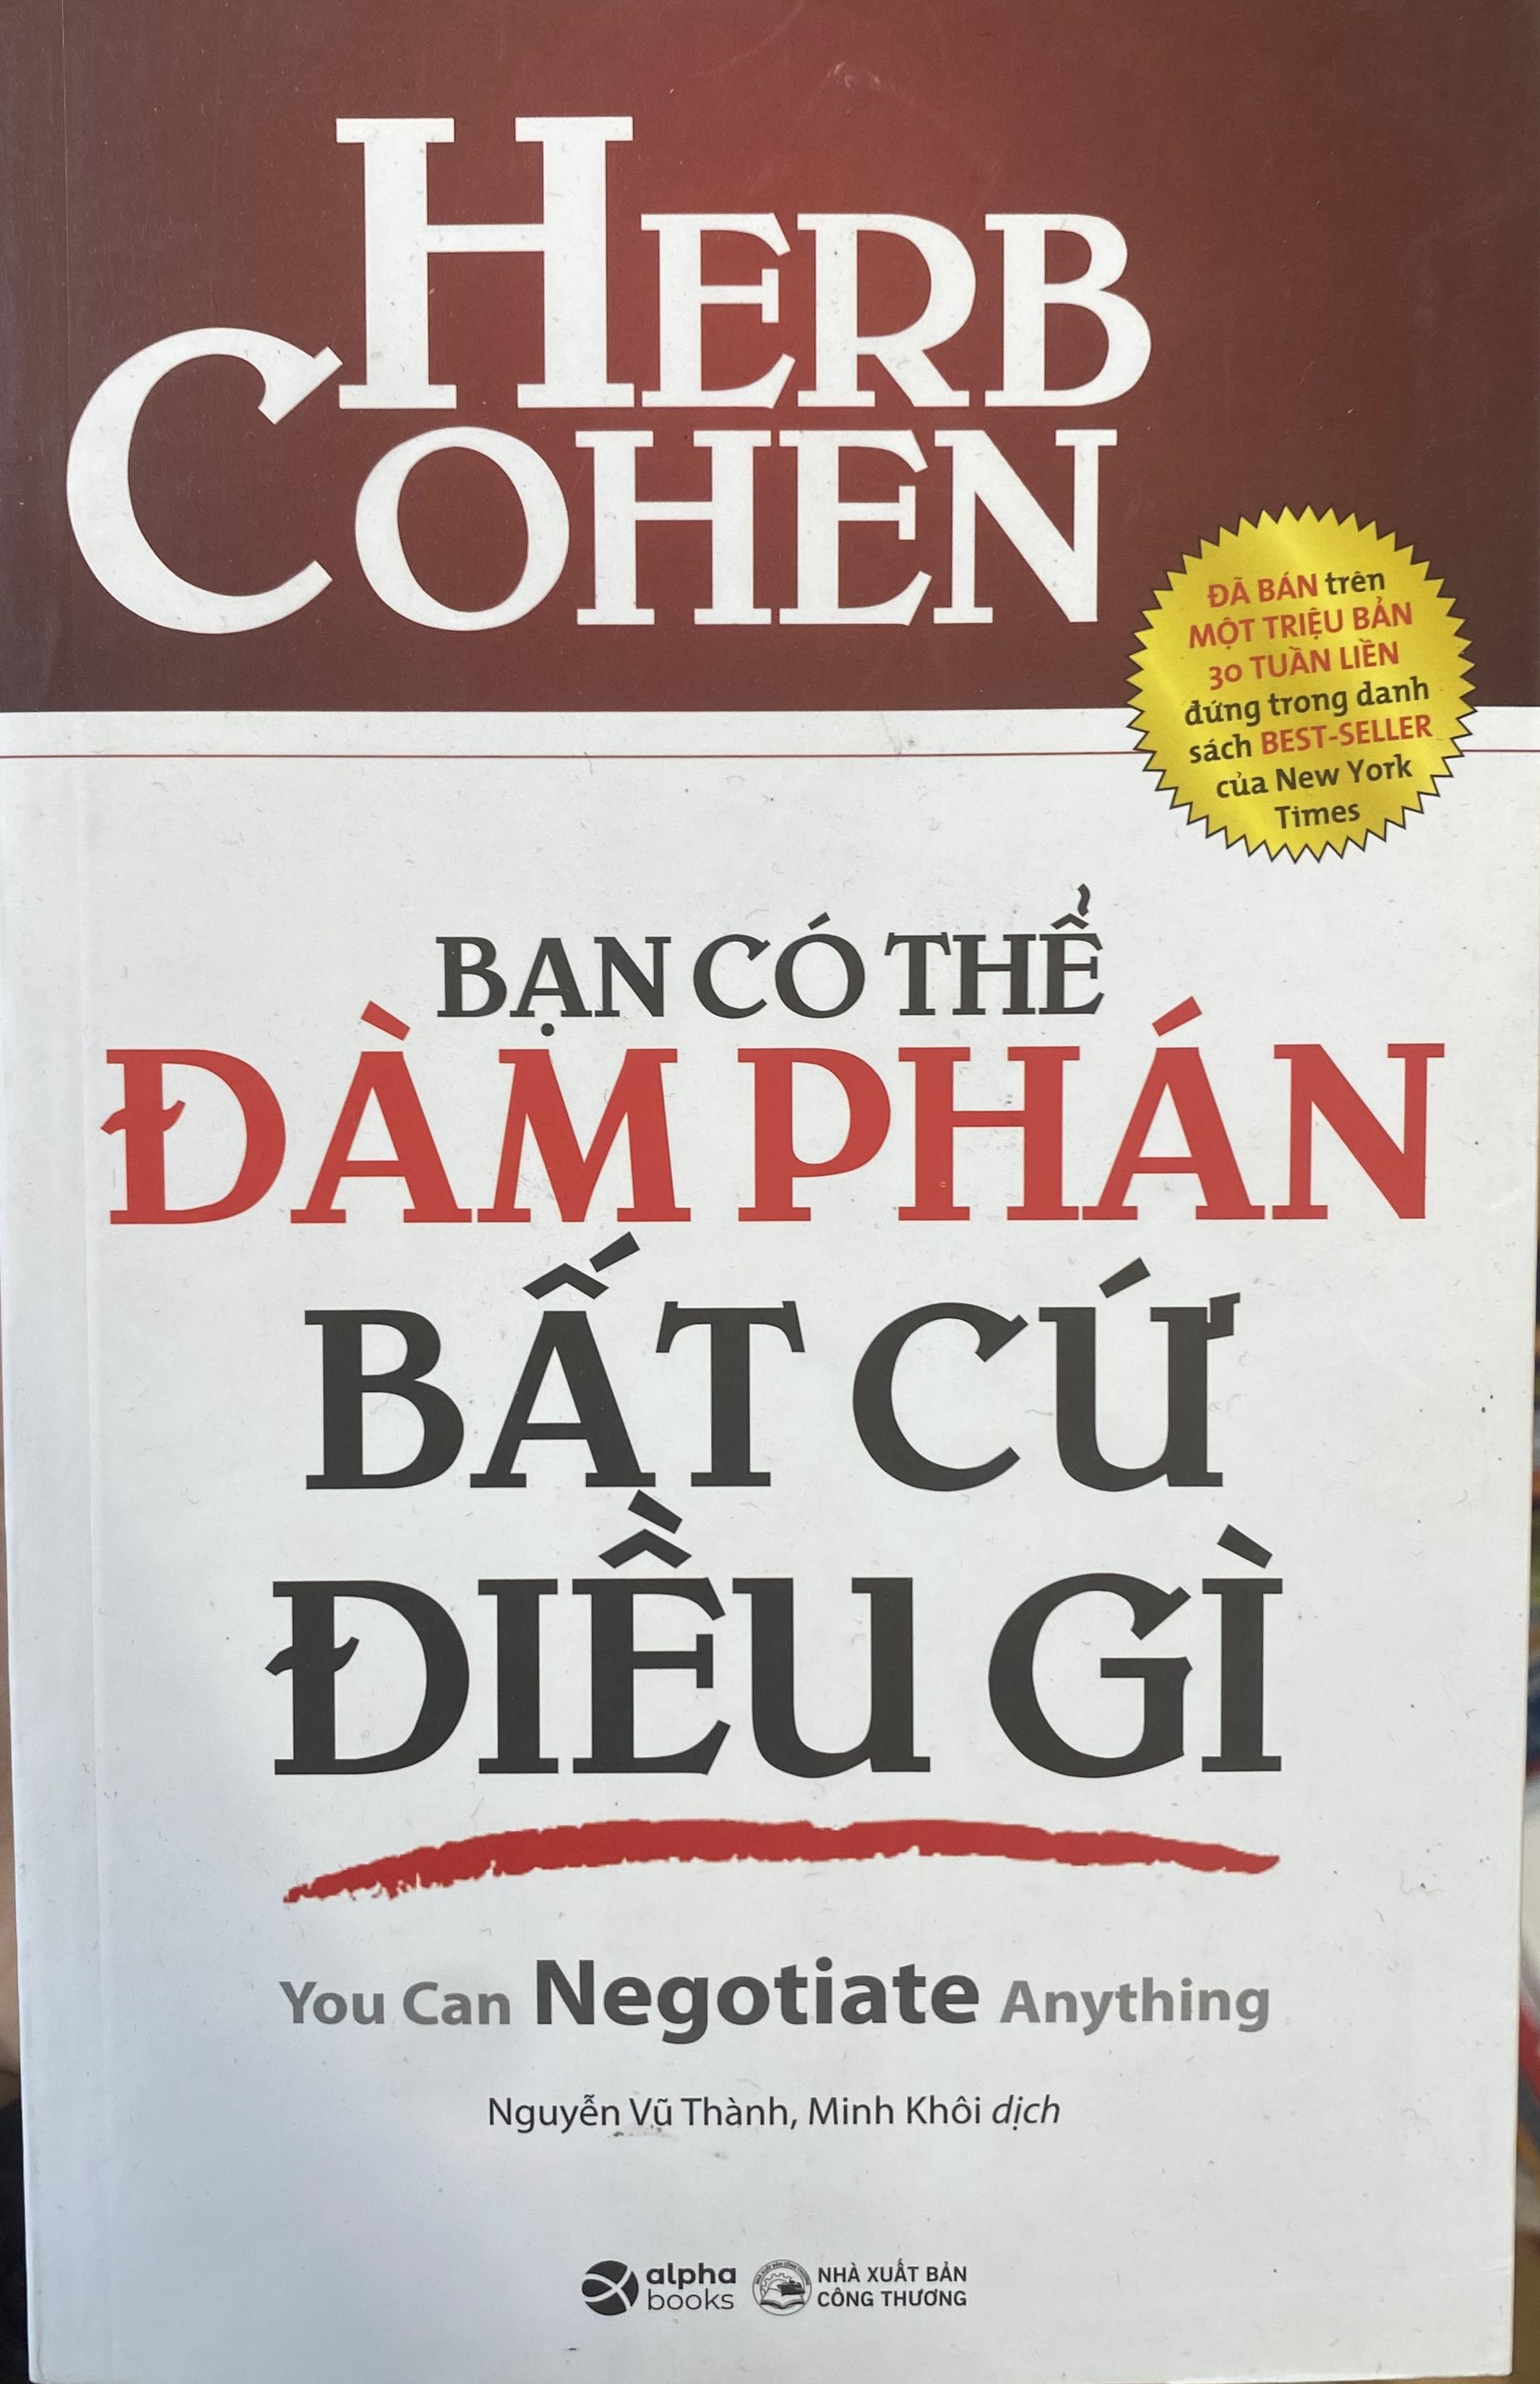 HERB
COHEN
ĐÃ BÁN trên
MỘT TRIỆU BẢN
30 TUẦN LIỀN
đứng trong danh
sách BEST-SELLER
của New York
Times
BẠN CÓ THỂ
ĐÀM PHÁN
BẤT CỨ
ĐIỀU GÌ
You Can Negotiate Anything
Nguyễn Vũ Thành, Minh Khôi dịch
alpha
books
NHÀ XUẤT BẢN
CÔNG THƯƠNG